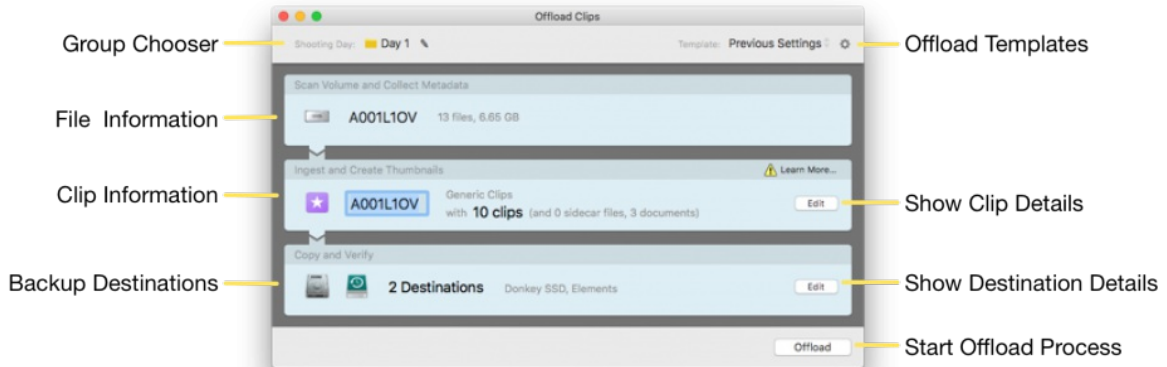 Offload Clips
Group Chooser
Shooting Day: Day 1
Template: Previous Settings
Offload Templates
Scan Volume and Collect Metadata
File Information
A001L1OV 13 files, 6.65 GB
Ingest and Create Thumbnails
Learn More...
Clip Information
A001L1OV
Generic Clips
with 10 clips (and 0 sidecar files, 3 documents)
Edit
Show Clip Details
Copy and Verify
Backup Destinations
2 Destinations Donkey SSD, Elements
Edit
Show Destination Details
Offload
Start Offload Process